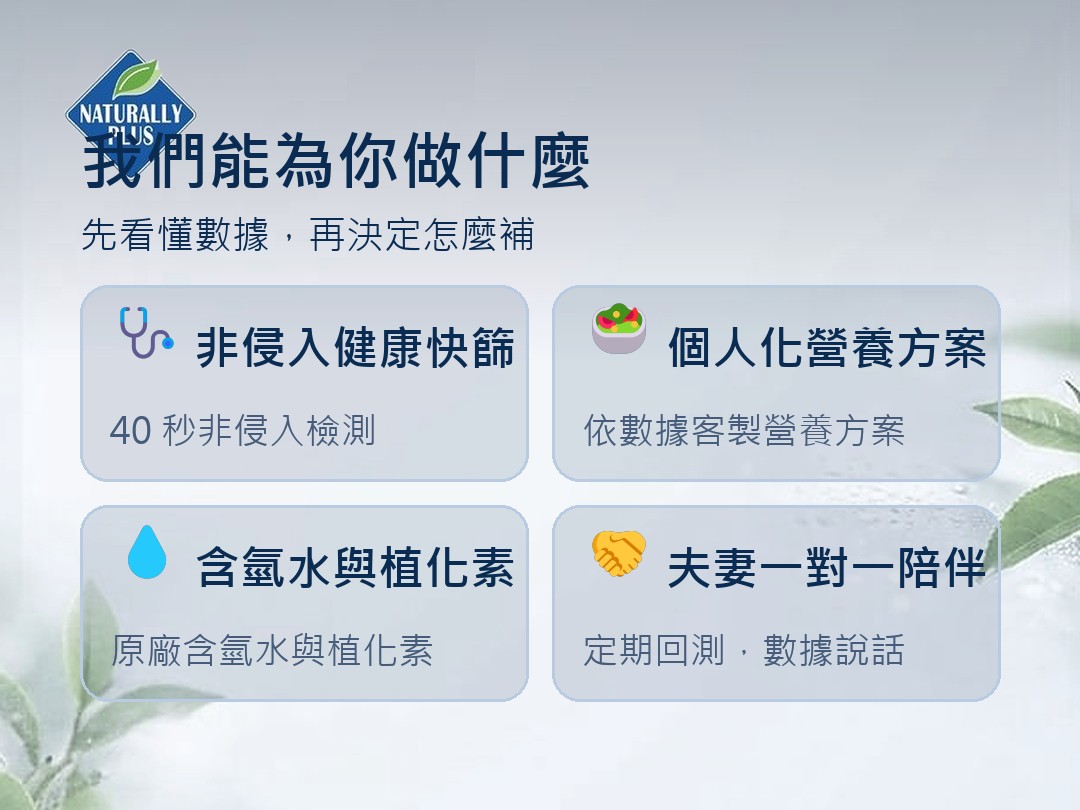 NATURALLY
PLUS
我們能為你做什麼
先看懂數據，再決定怎麼補
非侵入健康快篩
40 秒非侵入檢測
個人化營養方案
依數據客製營養方案
含氫水與植化素
原廠含氫水與植化素
夫妻一對一陪伴
定期回測，數據說話